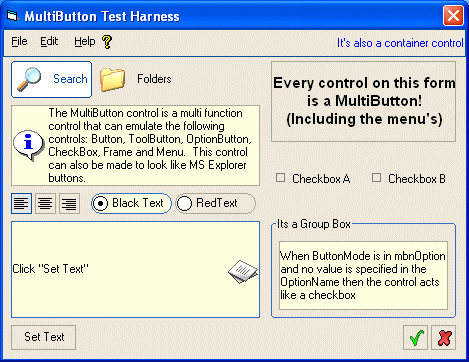 MultiButton Test Harness
File Edit Help
It's also a container control
Search Folders
Every control on this form
is a MultiButton!
(Including the menu's)
The MultiButton control is a multi function
control that can emulate the following
controls: Button, ToolButton, OptionButton,
CheckBox, Frame and Menu. This control
can also be made to look like MS Explorer
buttons.
Checkbox A Checkbox B
Black Text RedText
Click "Set Text"
Its a Group Box
When ButtonMode is in mbnOption
and no value is specified in the
OptionName then the control acts
like a checkbox
Set Text